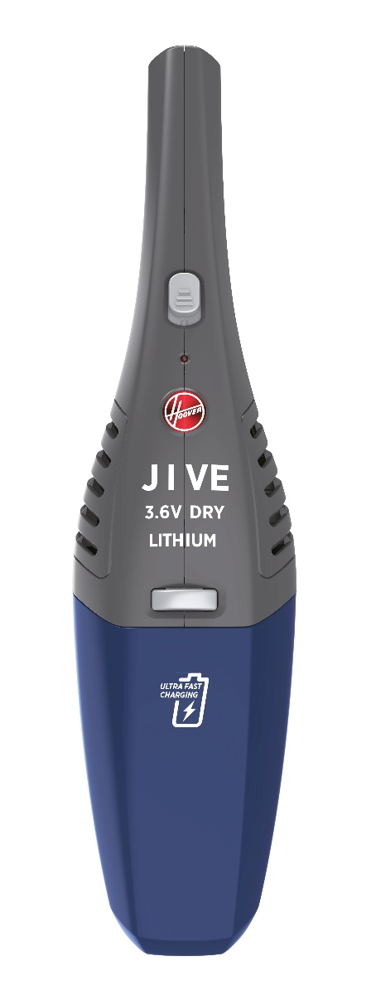 HOOVER
JIVE
3.6V DRY
LITHIUM
ULTRA FAST
CHARGING